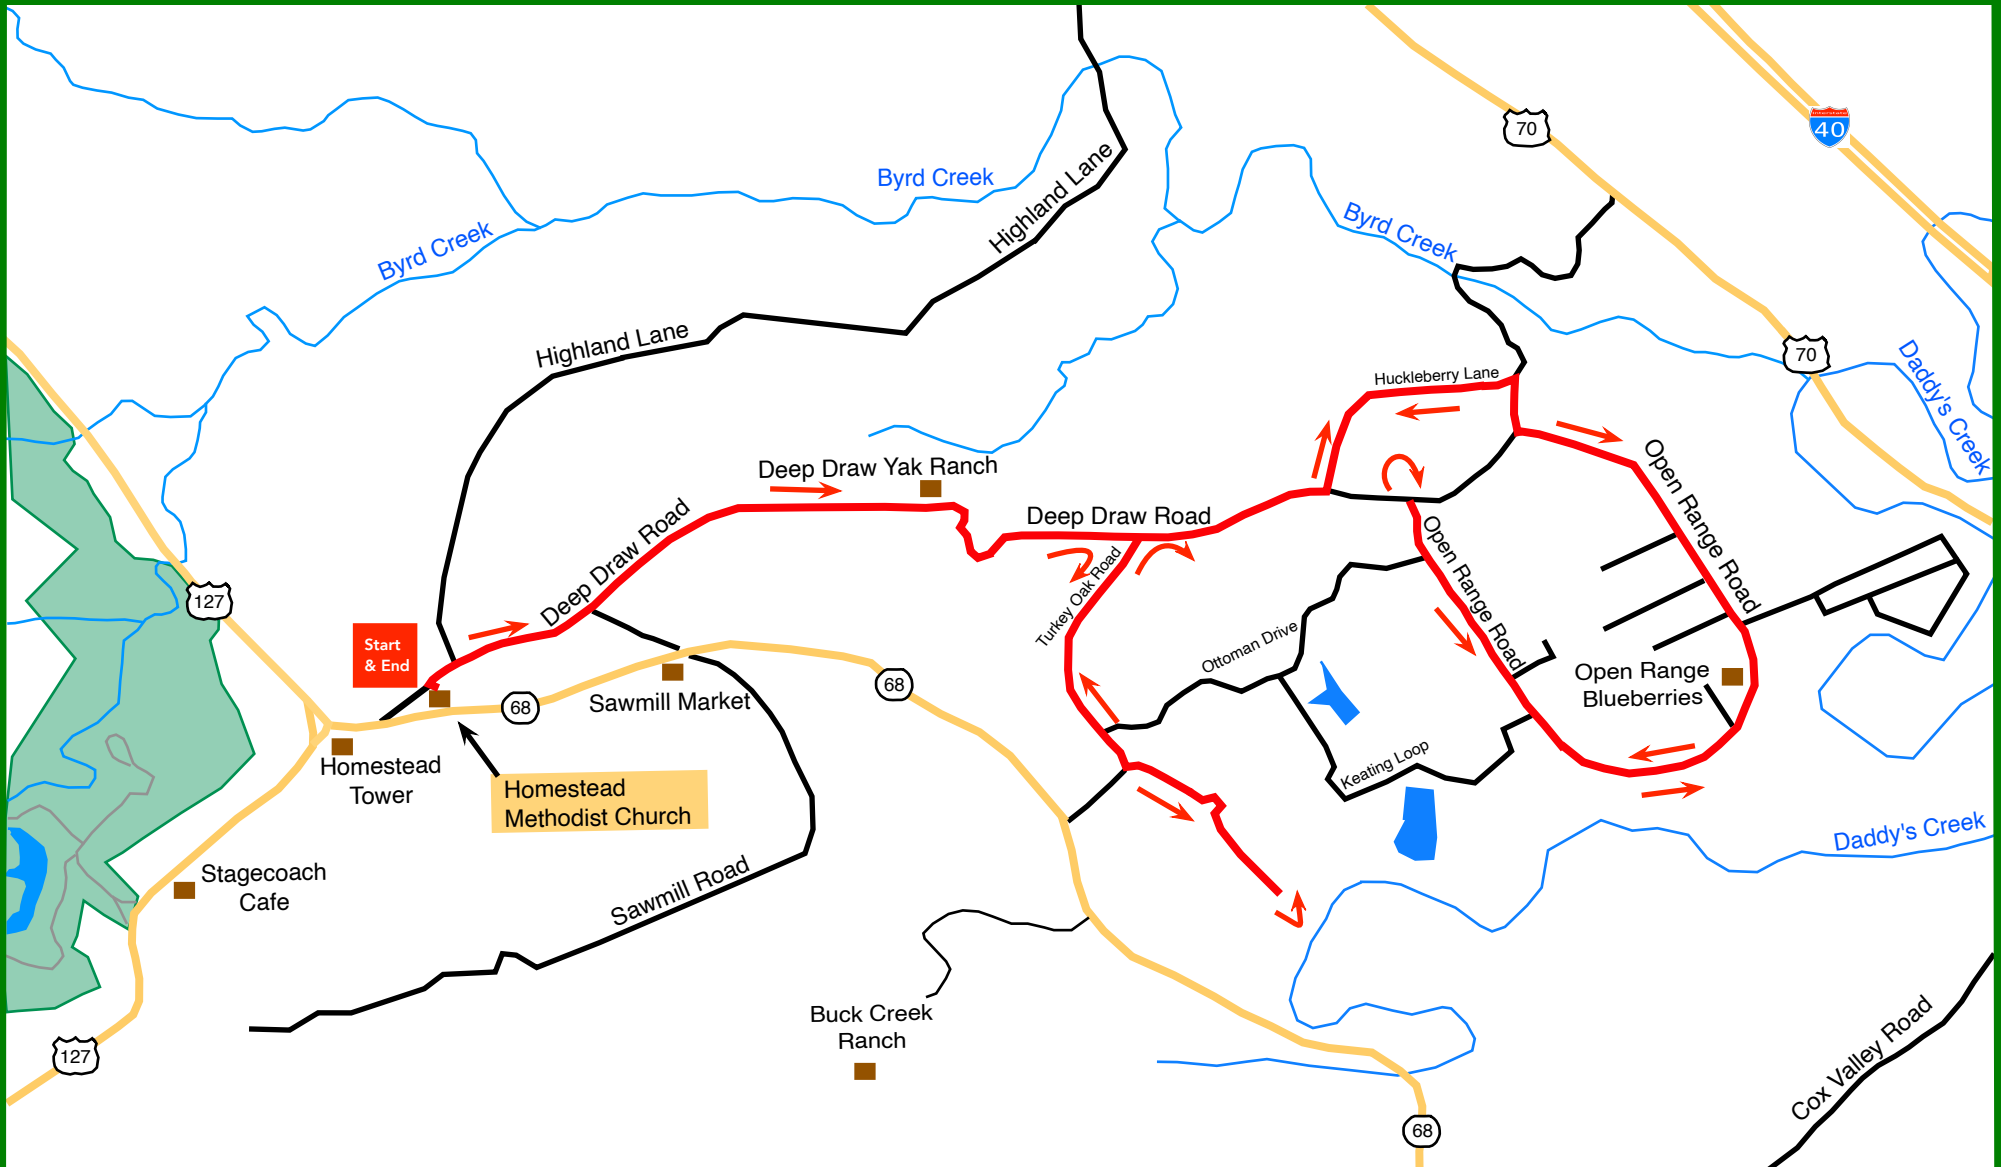 70
40
Highland Lane
Byrd Creek
Byrd Creek
Byrd Creek
Highland Lane
70
Daddy's Creek
Huckleberry Lane
Open Range Road
Deep Draw Yak Ranch
Deep Draw Road
Deep Draw Road
Open Range Road
Turkey Oak Road
127
Start
& End
Ottoman Drive
Open Range
Blueberries
68
Sawmill Market
68
Homestead
Tower
Keating Loop
Homestead
Methodist Church
Daddy's Creek
Stagecoach
Cafe
Sawmill Road
Buck Creek
Ranch
127
Cox Valley Road
68